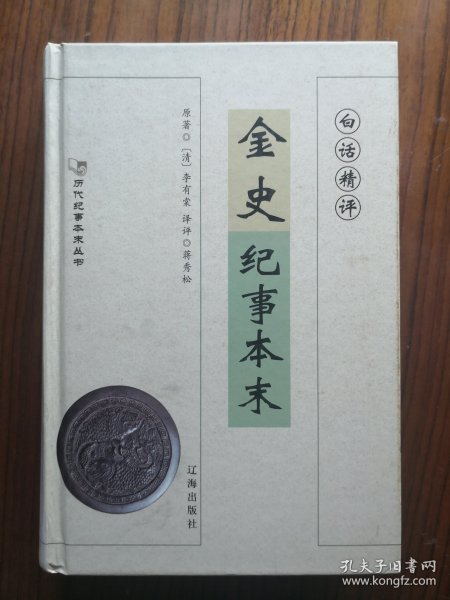 白话精评
金史纪事本末
原著◎〔清〕李有棠 译评◎蒋秀松
历代纪事本末丛书
辽海出版社
孔夫子旧书网
www.kongfz.com